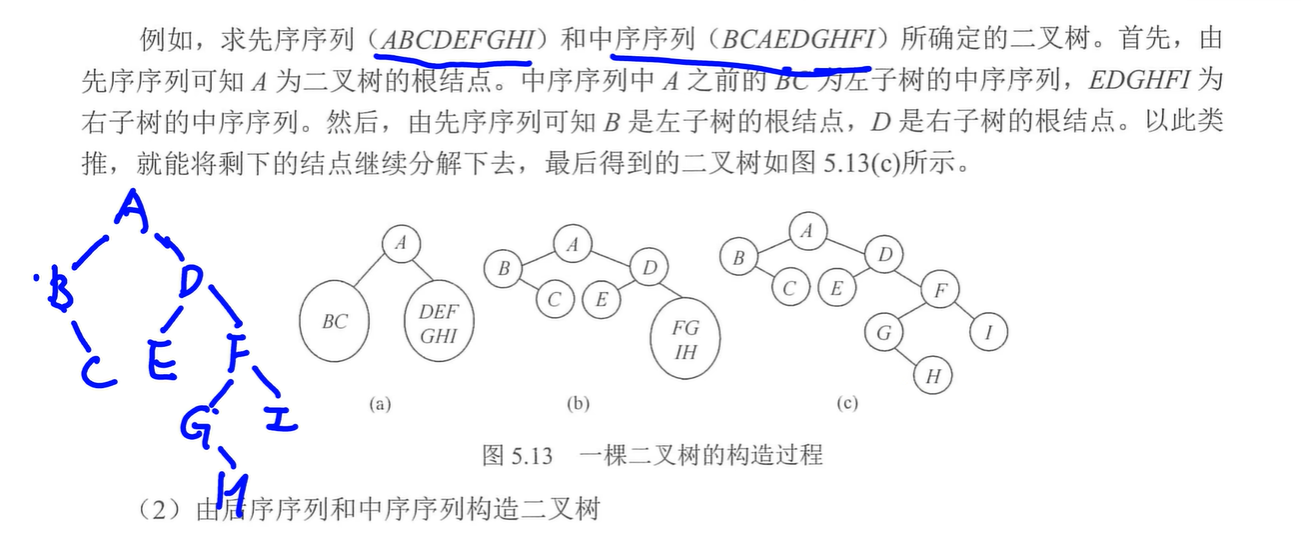 例如，求先序序列（ABCDEFGHI）和中序序列（BCAEDGHFI）所确定的二叉树。首先，由
先序序列可知 A 为二叉树的根结点。中序序列中 A 之前的 BC 为左子树的中序序列，EDGHFI 为
右子树的中序序列。然后，由先序序列可知 B 是左子树的根结点，D 是右子树的根结点。以此类
推，就能将剩下的结点继续分解下去，最后得到的二叉树如图 5.13(c)所示。
A
B D
C E F
G I
H
A
BC
DEF
GHI
(a)
A
B D
C E
FG
IH
(b)
A
B D
C E F
G I
H
(c)
图 5.13 一棵二叉树的构造过程
（2）由后序序列和中序序列构造二叉树